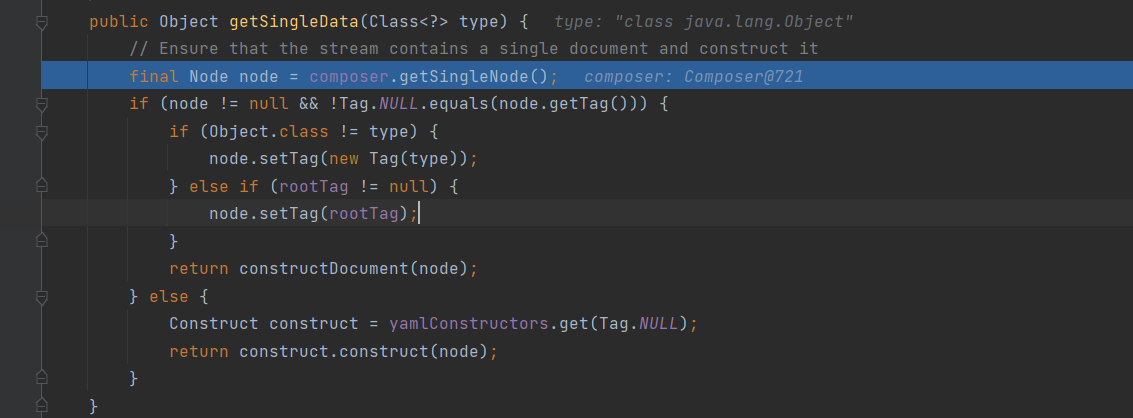 public Object getSingleData(Class<?> type) {   type: "class java.lang.Object"
    // Ensure that the stream contains a single document and construct it
    final Node node = composer.getSingleNode();   composer: Composer@721
    if (node != null && !Tag.NULL.equals(node.getTag())) {
        if (Object.class != type) {
            node.setTag(new Tag(type));
        } else if (rootTag != null) {
            node.setTag(rootTag);
        }
        return constructDocument(node);
    } else {
        Construct construct = yamlConstructors.get(Tag.NULL);
        return construct.construct(node);
    }
}